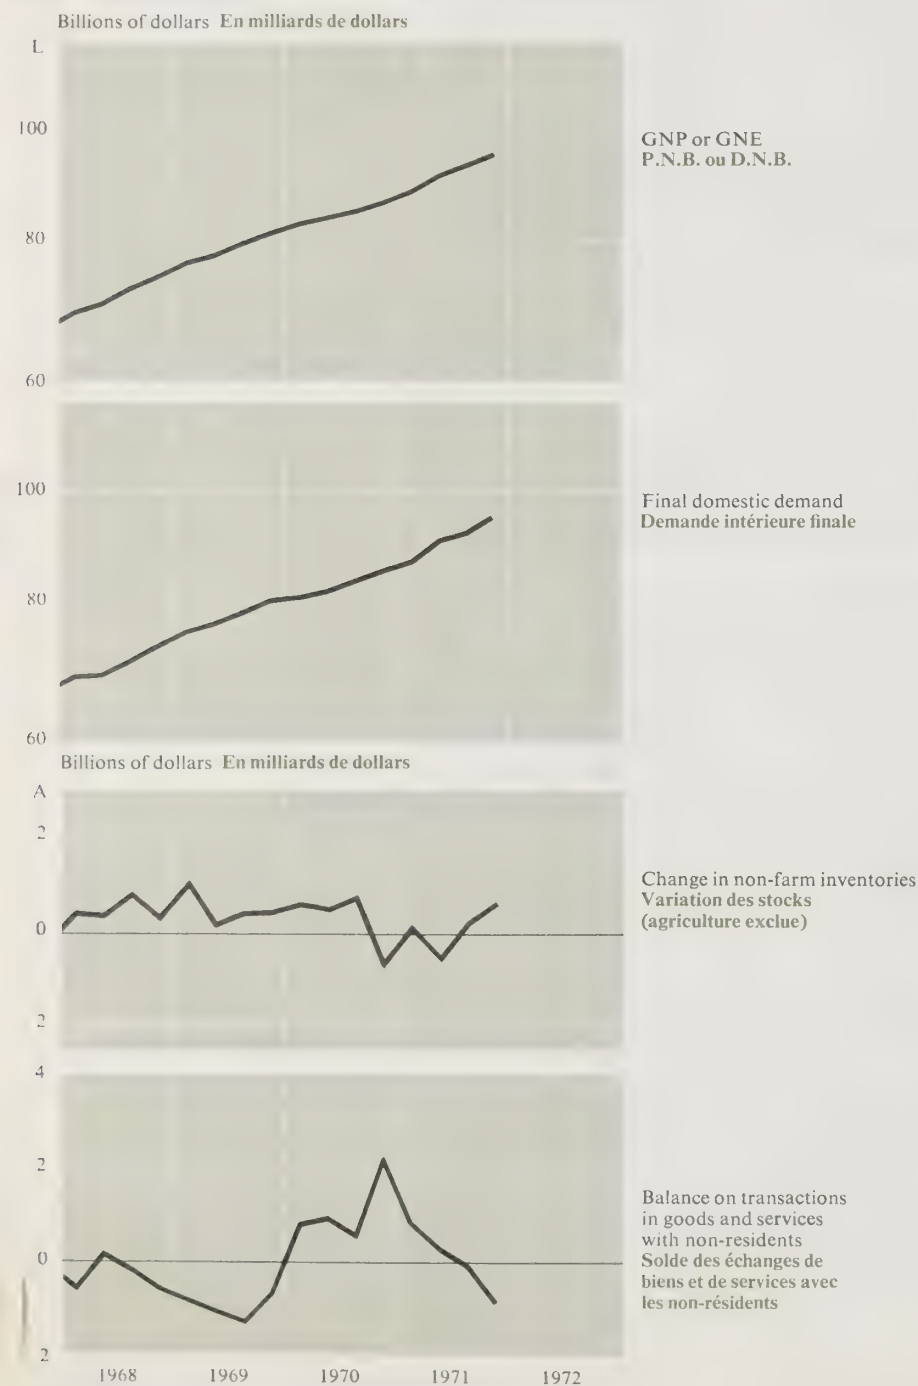 Billions of dollars En milliards de dollars
L
100
80
60
GNP or GNE
P.N.B. ou D.N.B.
100
80
60
Final domestic demand
Demande intérieure finale
Billions of dollars En milliards de dollars
A
2
0
2
Change in non-farm inventories
Variation des stocks
(agriculture exclue)
4
2
0
2
Balance on transactions
in goods and services
with non-residents
Solde des échanges de
biens et de services avec
les non-résidents
1968 1969 1970 1971 1972